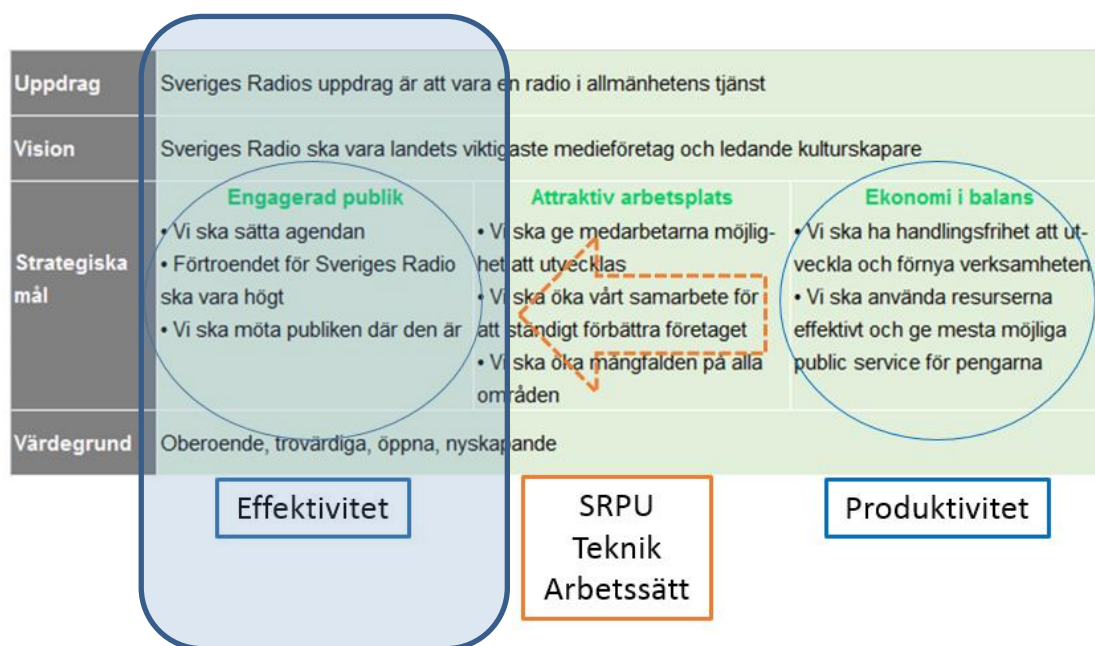 Uppdrag
Sveriges Radios uppdrag är att vara en radio i allmänhetens tjänst
Vision
Sveriges Radio ska vara landets viktigaste medieföretag och ledande kulturskapare
Strategiska
mål
Engagerad publik
• Vi ska sätta agendan
• Förtroendet för Sveriges Radio
ska vara högt
• Vi ska möta publiken där den är
Attraktiv arbetsplats
• Vi ska ge medarbetarna möjlig-
het att utvecklas
• Vi ska öka vårt samarbete för
att ständigt förbättra företaget
• Vi ska öka mångfalden på alla
områden
Ekonomi i balans
• Vi ska ha handlingsfrihet att ut-
veckla och förnya verksamheten
• Vi ska använda resurserna
effektivt och ge mesta möjliga
public service för pengarna
Värdegrund
Oberoende, trovärdiga, öppna, nyskapande
Effektivitet
SRPU
Teknik
Arbetssätt
Produktivitet